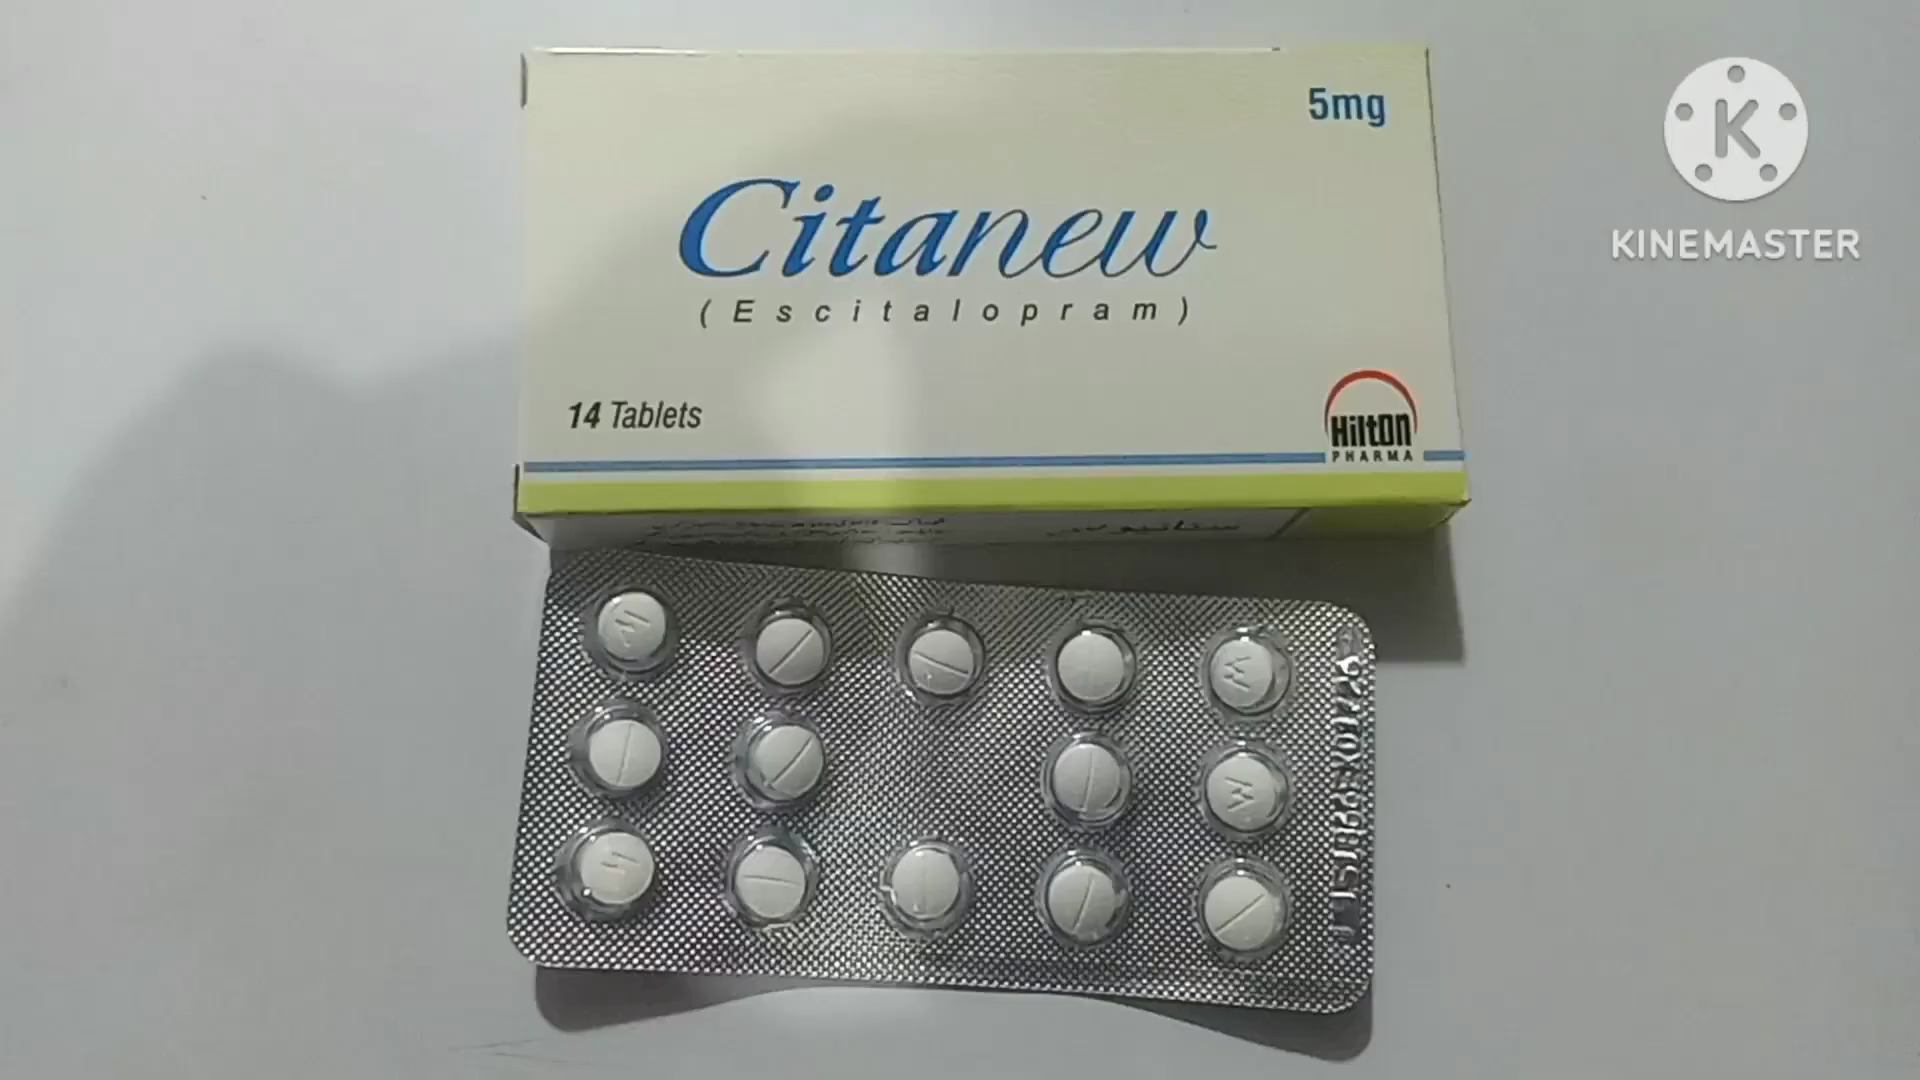 5mg
Citanew
(Escitalopram)
14 Tablets
HiltON
PHARMA
K
KINEMASTER